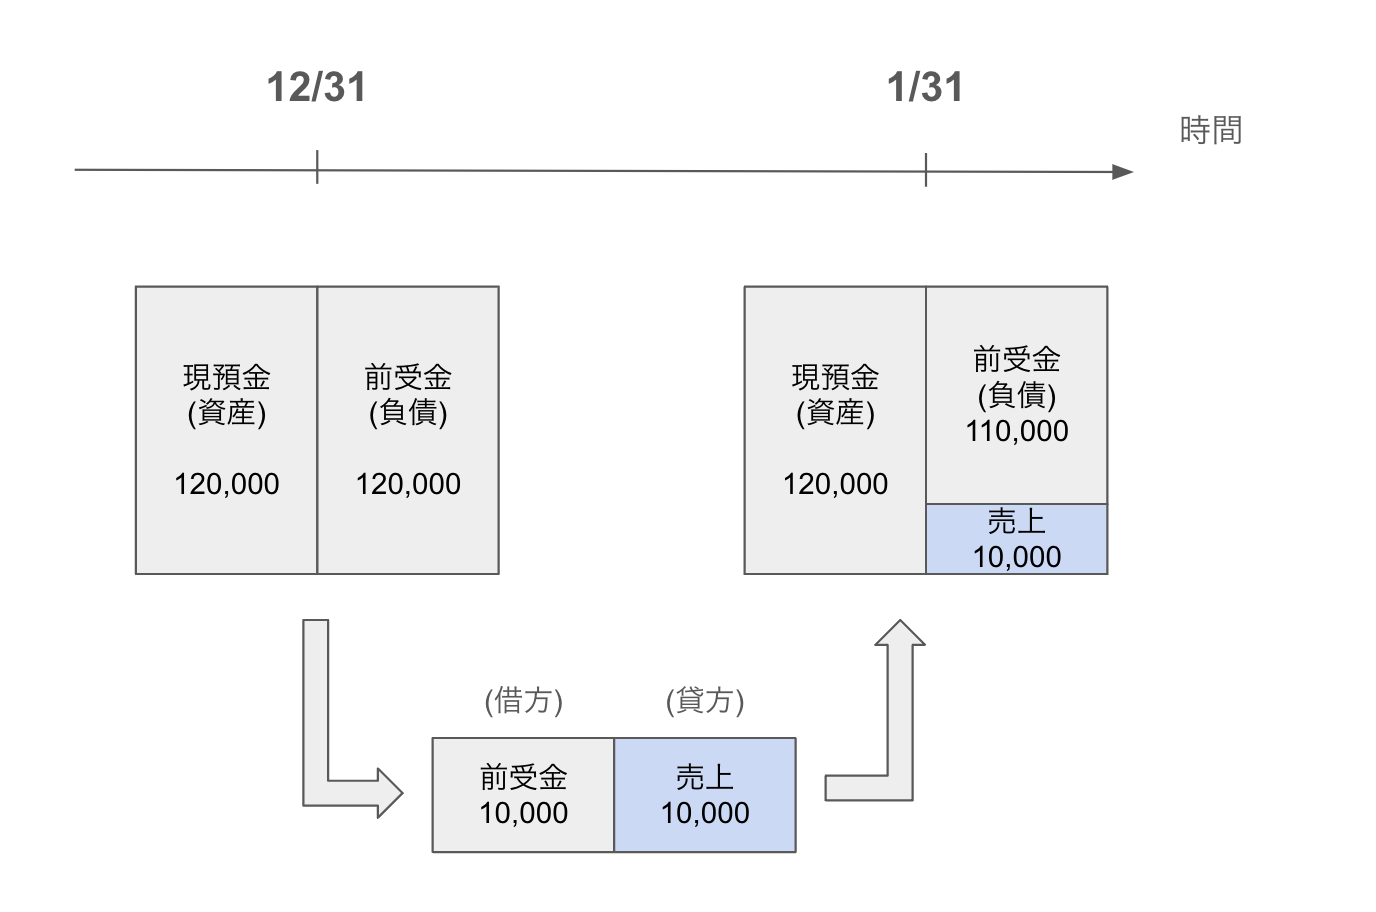 12/31
1/31
時間
現預金
(資産)
120,000
前受金
(負債)
120,000
現預金
(資産)
120,000
前受金
(負債)
110,000
売上
10,000
(借方)
(貸方)
前受金
10,000
売上
10,000